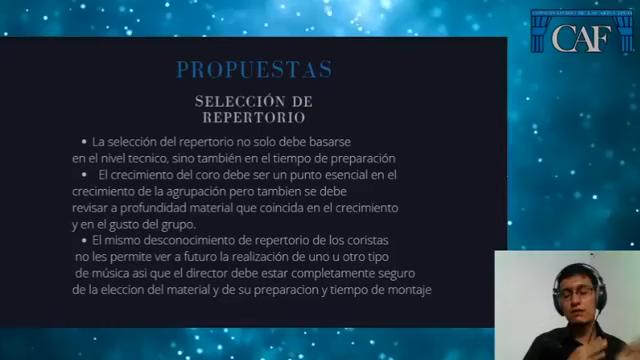 CAF
PROPUESTAS
SELECCIÓN DE
REPERTORIO
• La selección del repertorio no solo debe basarse
en el nivel tecnico, sino también en el tiempo de preparación
• El crecimiento del coro debe ser un punto esencial en el
crecimiento de la agrupación pero tambien se debe
revisar a profundidad material que coincida en el crecimiento
y en el gusto del grupo.
• El mismo desconocimiento de repertorio de los coristas
no les permite ver a futuro la realización de uno u otro tipo
de música asi que el director debe estar completamente seguro
de la eleccion del material y de su preparacion y tiempo de montaje